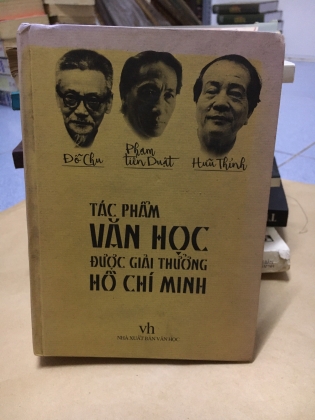 Đỗ Chu
Phạm
Tiến Duật
Hữu Thỉnh
TÁC PHẨM
VĂN HỌC
ĐƯỢC GIẢI THƯỞNG
HỒ CHÍ MINH
vh
NHÀ XUẤT BẢN VĂN HỌC